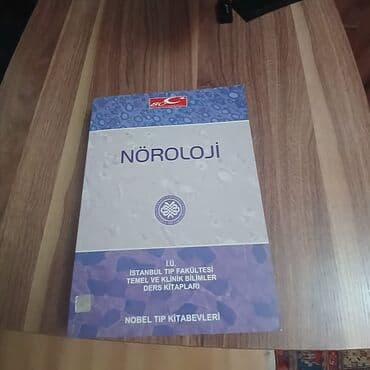 NÖROLOJİ
İ.Ü.
İSTANBUL TIP FAKÜLTESİ
TEMEL VE KLİNİK BİLİMLER
DERS KİTAPLARI
NOBEL TIP KİTABEVLERİ